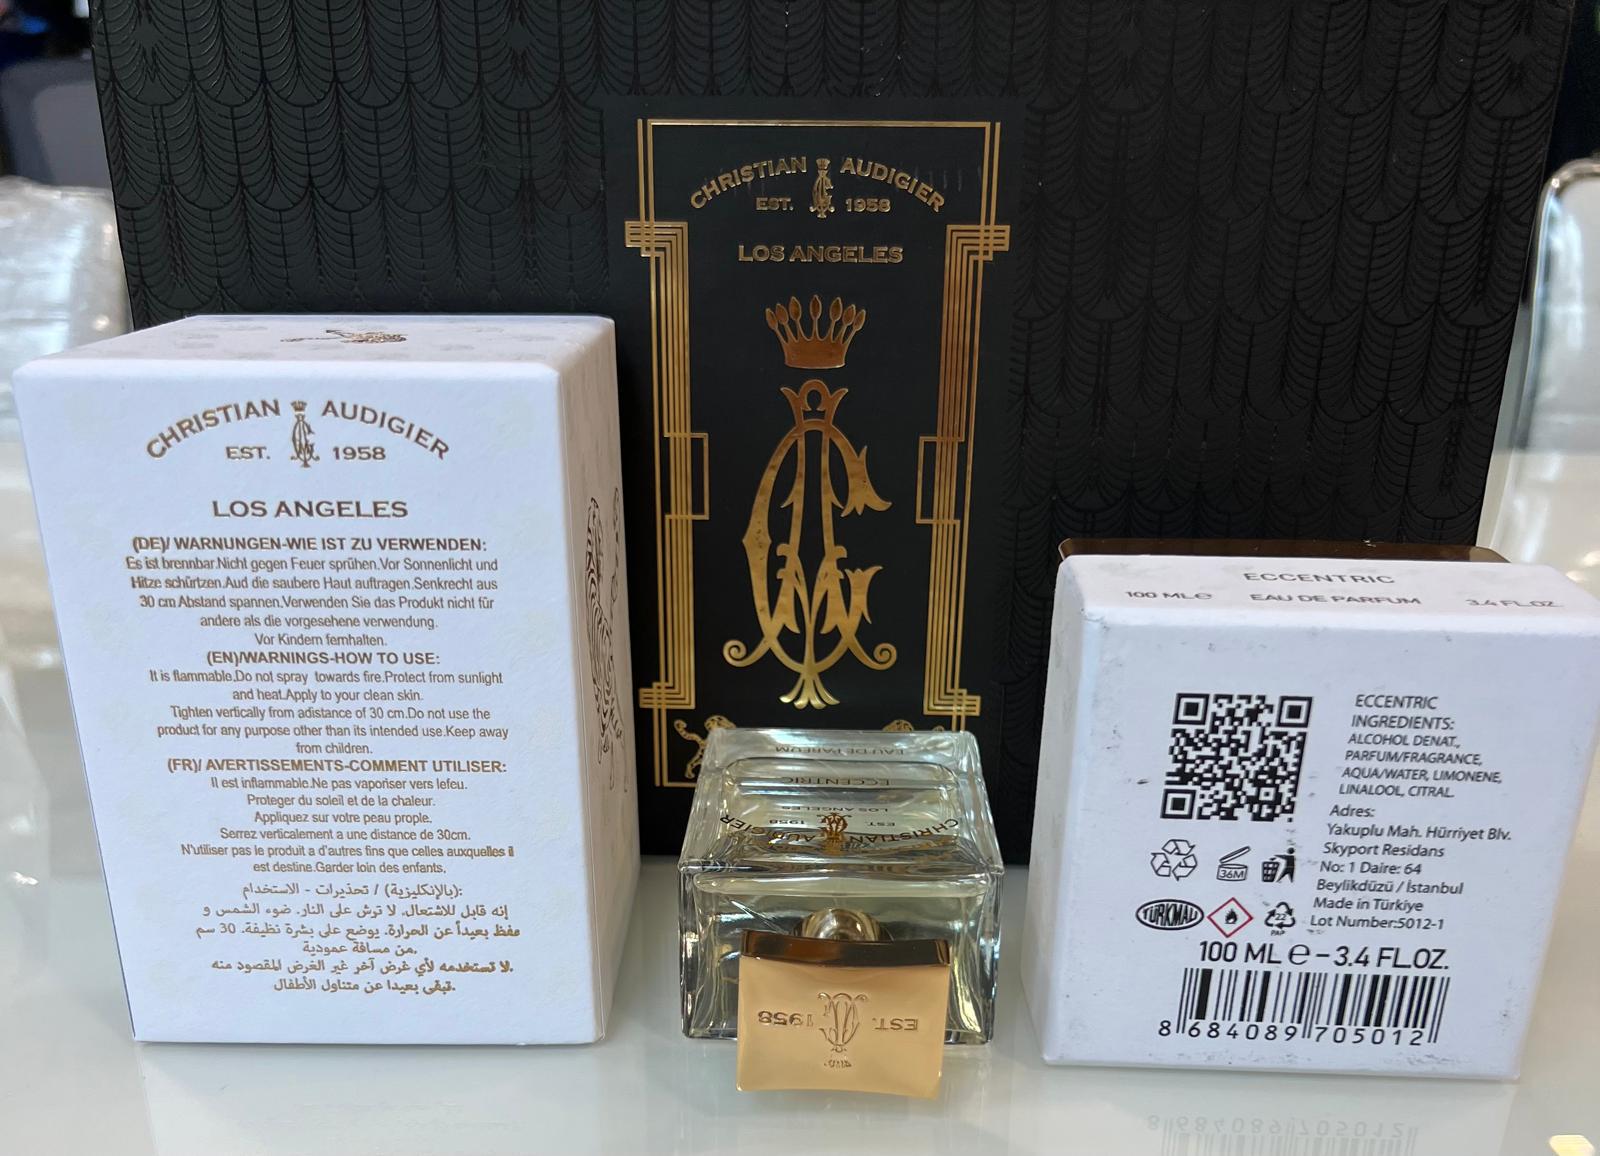 CHRISTIAN AUDIGIER
EST. 1958
LOS ANGELES
CHRISTIAN AUDIGIER
EST. 1958
LOS ANGELES
(DE)/ WARNUNGEN-WIE IST ZU VERWENDEN:
Es ist brennbar.Nicht gegen Feuer sprühen.Vor Sonnenlicht und
Hitze schürtzen.Aud die saubere Haut auftragen.Senkrecht aus
30 cm Abstand spannen.Verwenden Sie das Produkt nicht für
andere als die vorgesehene verwendung.
Vor Kindern fernhalten.
(EN)/WARNINGS-HOW TO USE:
It is flammable.Do not spray towards fire.Protect from sunlight
and heat.Apply to your clean skin.
Tighten vertically from adistance of 30 cm.Do not use the
product for any purpose other than its intended use.Keep away
from children.
(FR)/ AVERTISSEMENTS-COMMENT UTILISER:
Il est inflammable.Ne pas vaporiser vers lefeu.
Proteger du soleil et de la chaleur.
Appliquez sur votre peau prople.
Serrez verticalement a une distance de 30cm.
N'utiliser pas le produit a d'autres fins que celles auxquelles il
est destine.Garder loin des enfants.
(بالإنكليزية) / تحذيرات - الاستخدام:
إنه قابل للاشتعال. لا ترش على النار. ضوء الشمس و
حفظ بعيداً عن الحرارة. يوضع على بشرة نظيفة. 30 سم
من مسافة عمودية.
لا تستخدمه لأي غرض آخر غير الغرض المقصود منه.
تبقى بعيدا عن متناول الأطفال.
EAU DE PARFUM
ECCENTRIC
LOS ANGELES
EST. 1958
CHRISTIAN AUDIGIER
EST. 1958
ECCENTRIC
100 ML e EAU DE PARFUM 3.4 FL.OZ.
ECCENTRIC
INGREDIENTS:
ALCOHOL DENAT.,
PARFUM/FRAGRANCE,
AQUA/WATER, LIMONENE,
LINALOOL, CITRAL.
Adres:
Yakuplu Mah. Hürriyet Blv.
Skyport Residans
No: 1 Daire: 64
Beylikdüzü / İstanbul
Made in Türkiye
Lot Number:5012-1
36M
TÜRKMALI
22
PAP
100 ML e – 3.4 FL.OZ.
8 684089 705012